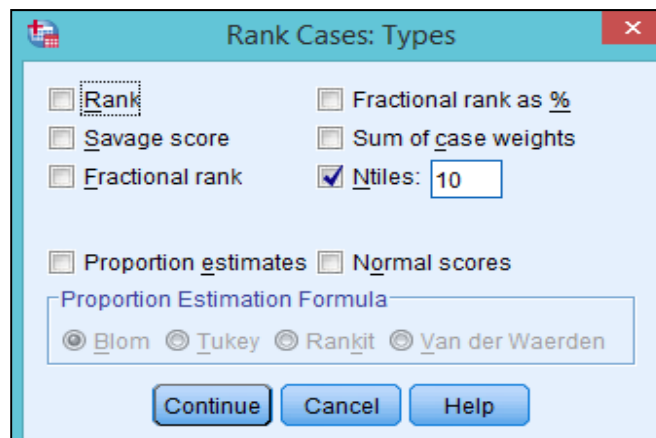 Rank Cases: Types
Rank
Fractional rank as %
Savage score
Sum of case weights
Fractional rank
Ntiles: 10
Proportion estimates
Normal scores
Proportion Estimation Formula
Blom Tukey Rankit Van der Waerden
Continue Cancel Help